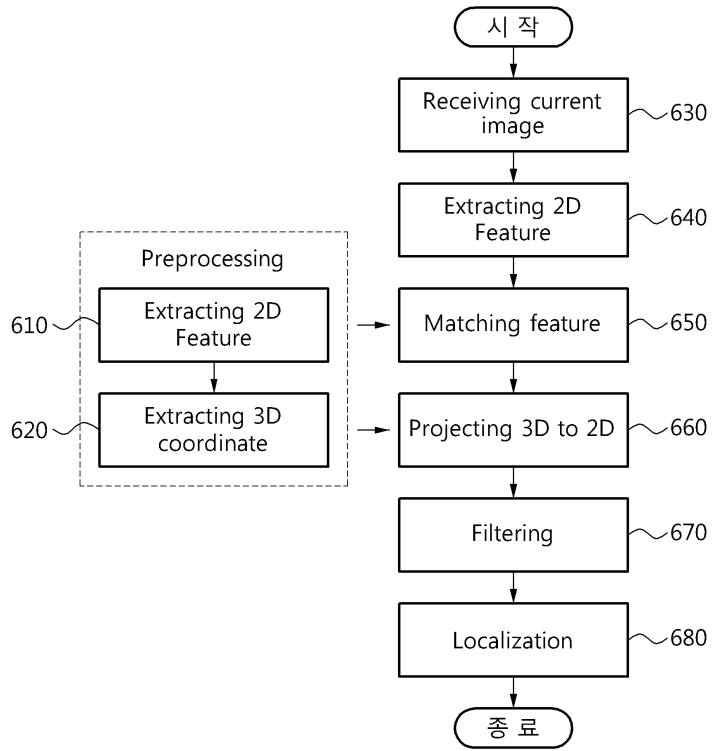 시 작
Receiving current
image
630
Extracting 2D
Feature
640
Preprocessing
610
Extracting 2D
Feature
Matching feature
650
620
Extracting 3D
coordinate
Projecting 3D to 2D
660
Filtering
670
Localization
680
종 료